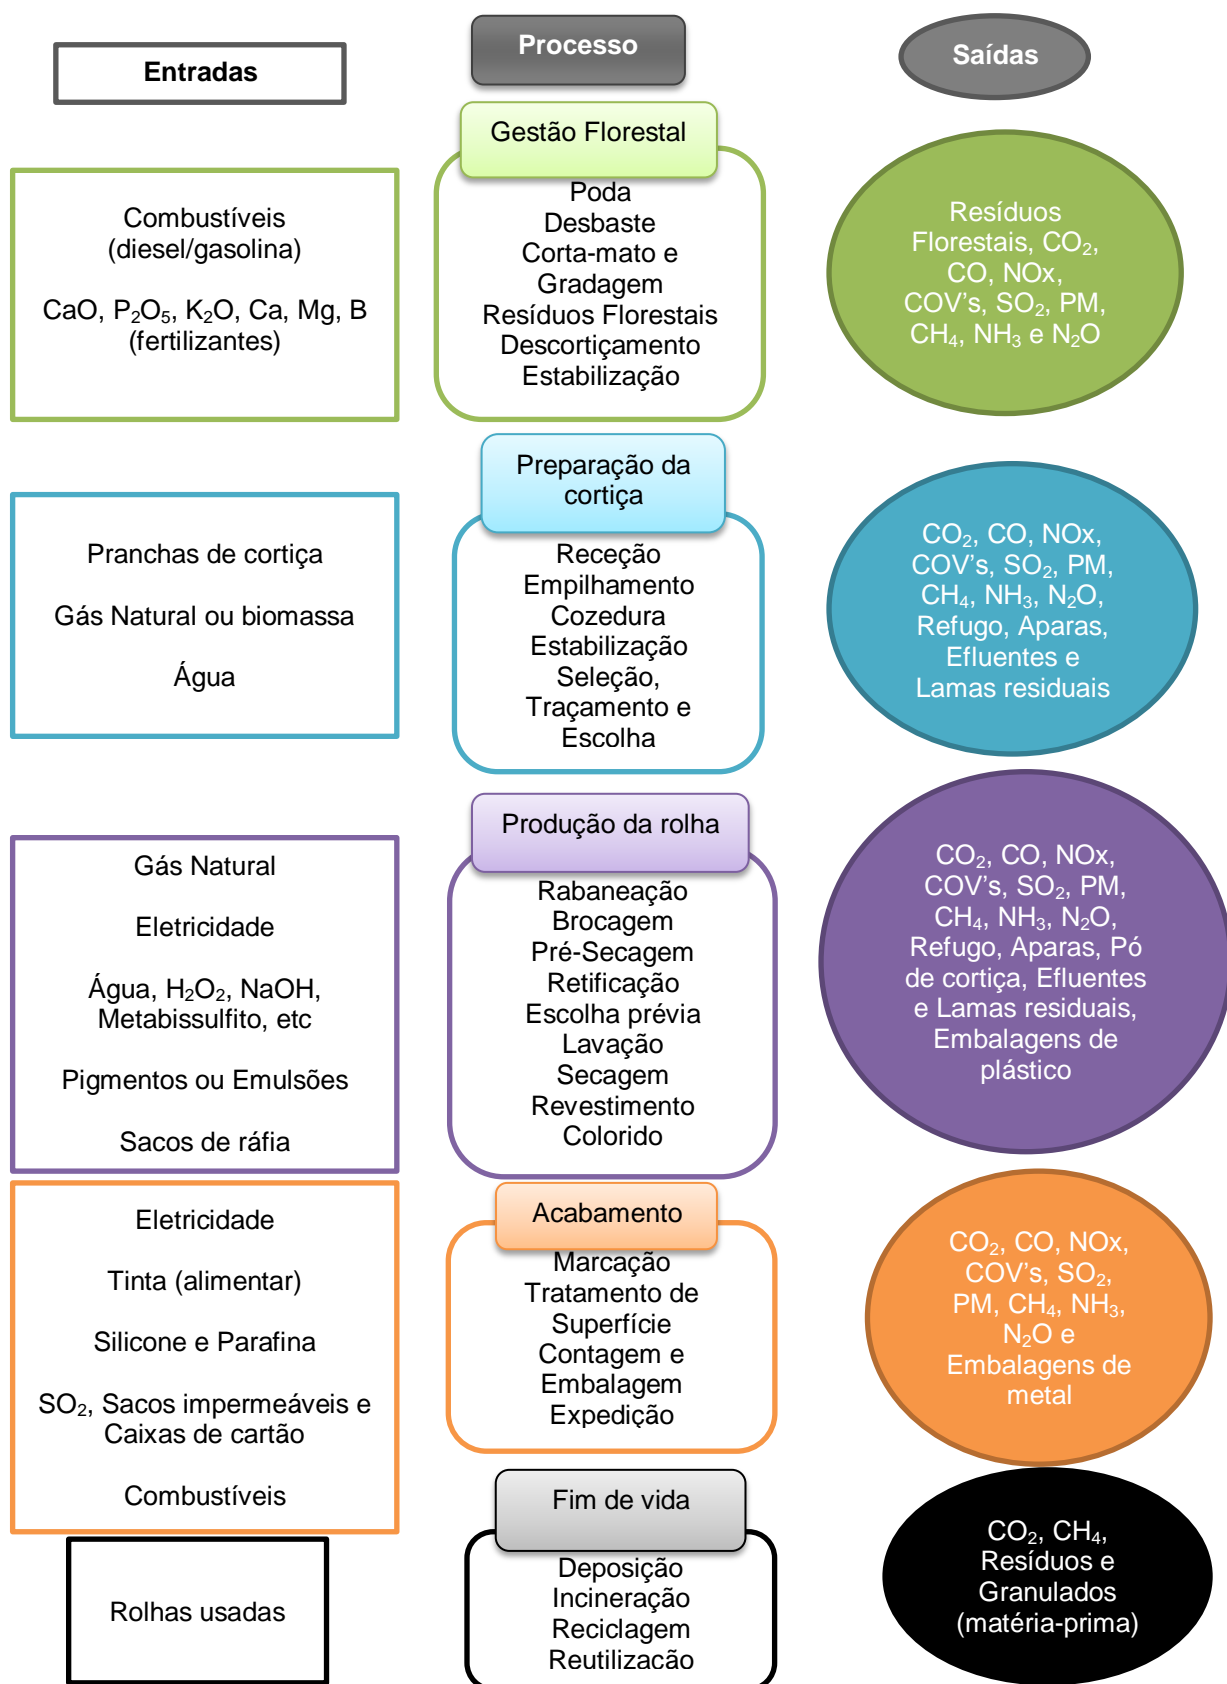 Entradas
Processo
Saídas
Gestão Florestal
Combustíveis
(diesel/gasolina)
CaO, P₂O₅, K₂O, Ca, Mg, B
(fertilizantes)
Poda
Desbaste
Corta-mato e
Gradagem
Resíduos Florestais
Descortiçamento
Estabilização
Resíduos
Florestais, CO₂,
CO, NOx,
COV's, SO₂, PM,
CH₄, NH₃ e N₂O
Preparação da
cortiça
Pranchas de cortiça
Gás Natural ou biomassa
Água
Receção
Empilhamento
Cozedura
Estabilização
Seleção,
Traçamento e
Escolha
CO₂, CO, NOx,
COV's, SO₂, PM,
CH₄, NH₃, N₂O,
Refugo, Aparas,
Efluentes e
Lamas residuais
Produção da rolha
Gás Natural
Eletricidade
Água, H₂O₂, NaOH,
Metabissulfito, etc
Pigmentos ou Emulsões
Sacos de ráfia
Rabaneação
Brocagem
Pré-Secagem
Retificação
Escolha prévia
Lavação
Secagem
Revestimento
Colorido
CO₂, CO, NOx,
COV's, SO₂, PM,
CH₄, NH₃, N₂O,
Refugo, Aparas, Pó
de cortiça, Efluentes
e Lamas residuais,
Embalagens de
plástico
Acabamento
Eletricidade
Tinta (alimentar)
Silicone e Parafina
SO₂, Sacos impermeáveis e
Caixas de cartão
Combustíveis
Marcação
Tratamento de
Superfície
Contagem e
Embalagem
Expedição
CO₂, CO, NOx,
COV's, SO₂,
PM, CH₄, NH₃,
N₂O e
Embalagens de
metal
Fim de vida
Rolhas usadas
Deposição
Incineração
Reciclagem
Reutilização
CO₂, CH₄,
Resíduos e
Granulados
(matéria-prima)